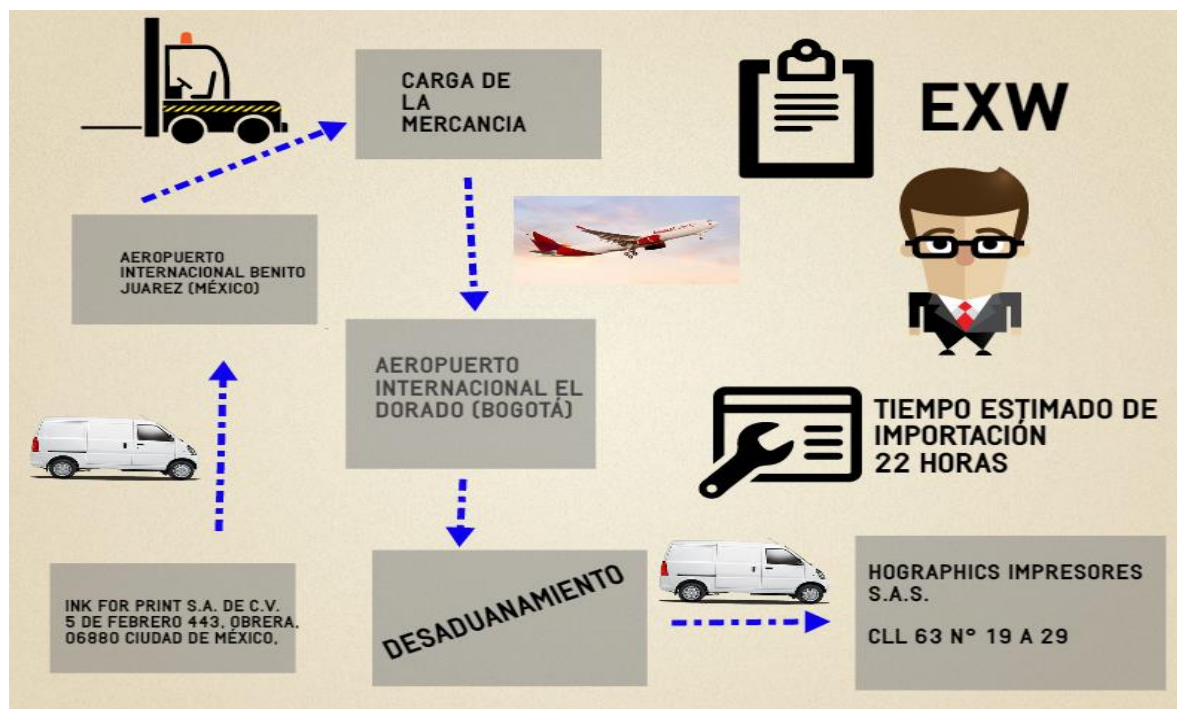 CARGA DE
LA
MERCANCIA
EXW
AEROPUERTO
INTERNACIONAL BENITO
JUAREZ (MÉXICO)
AEROPUERTO
INTERNACIONAL EL
DORADO (BOGOTÁ)
TIEMPO ESTIMADO DE
IMPORTACIÓN
22 HORAS
INK FOR PRINT S.A. DE C.V.
5 DE FEBRERO 443, OBRERA,
06880 CIUDAD DE MÉXICO,
DESADUANAMIENTO
HOGRAPHICS IMPRESORES
S.A.S.
CLL 63 N° 19 A 29